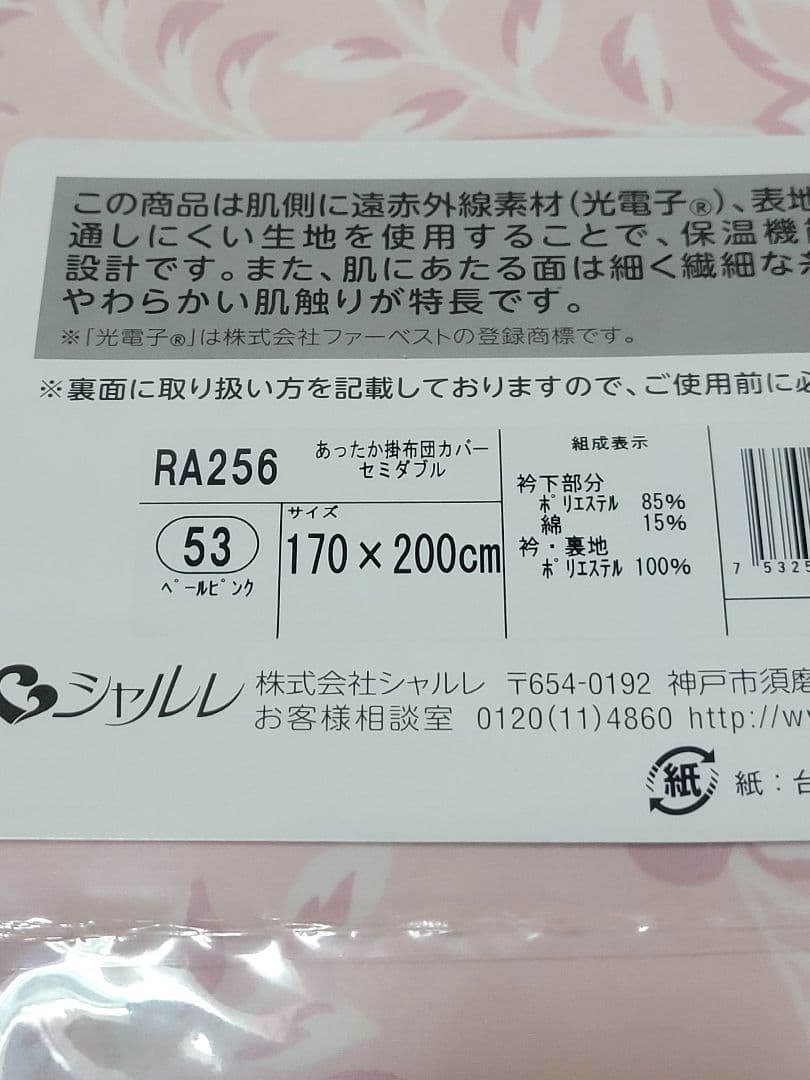 この商品は肌側に遠赤外線素材(光電子®)、表地
通しにくい生地を使用することで、保温機能
設計です。また、肌にあたる面は細く繊細な糸
やわらかい肌触りが特長です。
※「光電子®」は株式会社ファーベストの登録商標です。
※裏面に取り扱い方を記載しておりますので、ご使用前に必
RA256
あったか掛布団カバー
セミダブル
53
ペールピンク
サイズ
170×200cm
組成表示
衿下部分
ポリエステル 85%
綿 15%
衿・裏地
ポリエステル 100%
7 5325
シャルレ
株式会社シャルレ 〒654-0192 神戸市須磨
お客様相談室 0120(11)4860 http://w
紙
紙:台